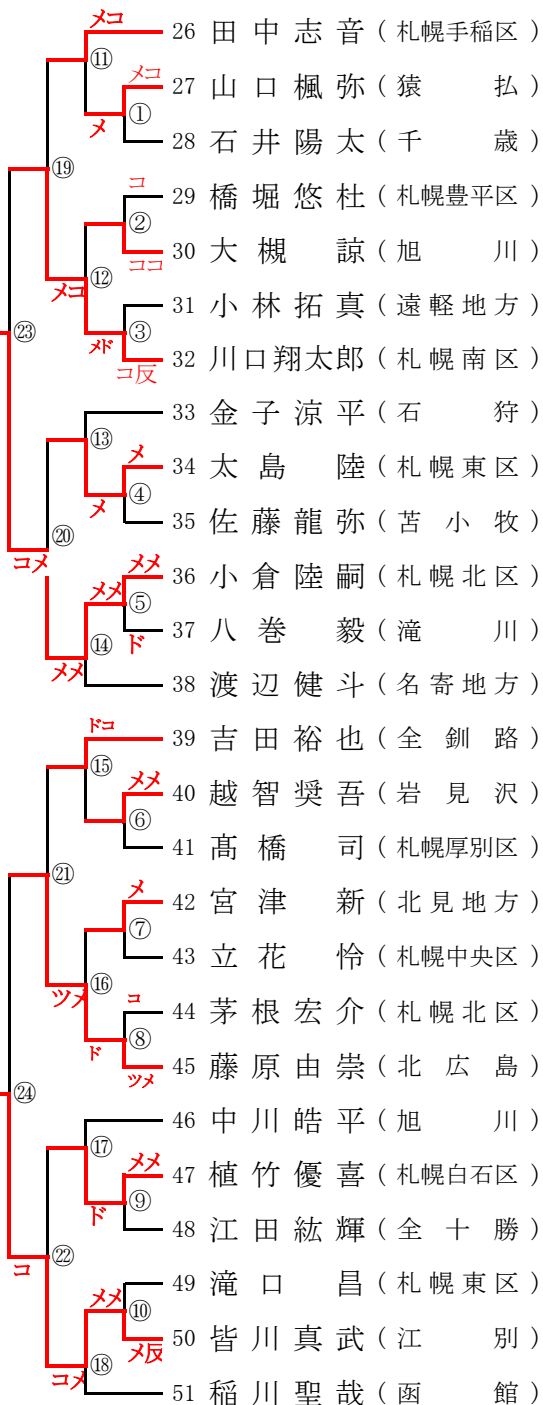 メコ
26 田中志音（札幌手稲区）
⑪
メコ
27 山口楓弥（猿払）
①
メ
28 石井陽太（千歳）
⑲
コ
29 橋堀悠杜（札幌豊平区）
②
30 大槻諒（旭川）
ココ
⑫
メコ
31 小林拓真（遠軽地方）
㉓
③
メド
32 川口翔太郎（札幌南区）
コ反
33 金子涼平（石狩）
⑬
メ
34 太島陸（札幌東区）
④
メ
35 佐藤龍弥（苫小牧）
⑳
コメ
メメ
36 小倉陸嗣（札幌北区）
メメ
⑤
37 八巻毅（滝川）
ド
⑭
メメ
38 渡辺健斗（名寄地方）
ドコ
39 吉田裕也（全釧路）
⑮
メメ
40 越智奨吾（岩見沢）
⑥
41 髙橋司（札幌厚別区）
㉑
メ
42 宮津新（北見地方）
⑦
43 立花怜（札幌中央区）
⑯
ツメ
コ
44 茅根宏介（札幌北区）
⑧
ド
45 藤原由崇（北広島）
ツメ
㉔
46 中川皓平（旭川）
⑰
メメ
47 植竹優喜（札幌白石区）
⑨
ド
48 江田紘輝（全十勝）
㉒
コ
49 滝口昌（札幌東区）
メメ
⑩
50 皆川真武（江別）
メ反
⑱
コメ
51 稲川聖哉（函館）